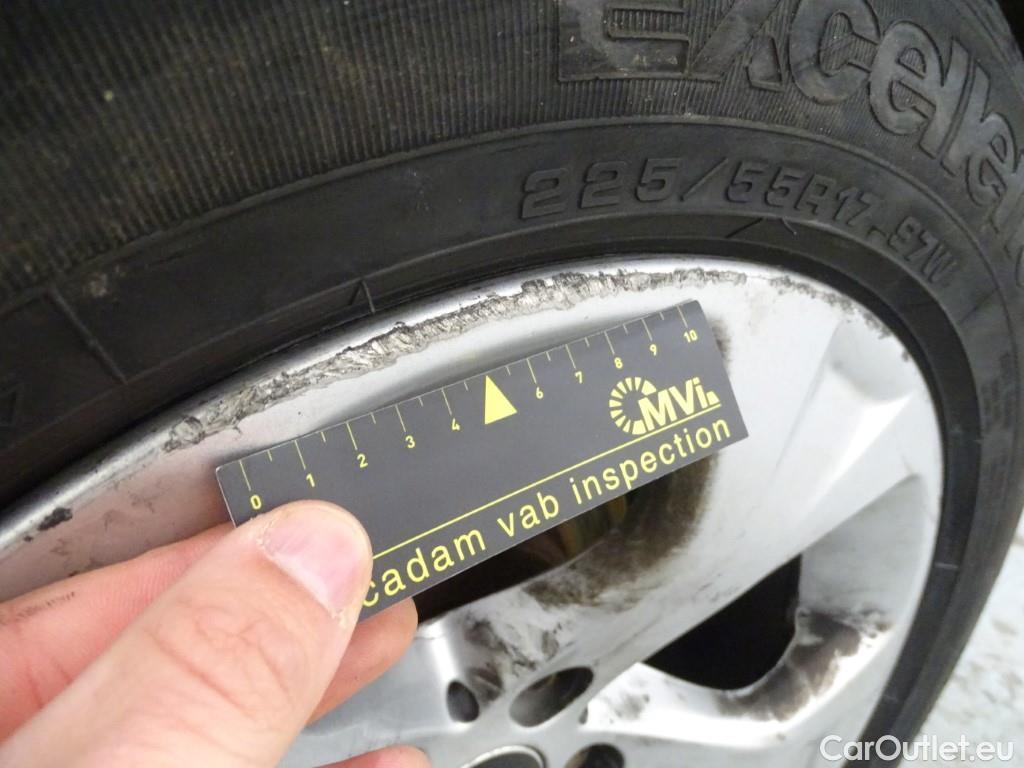 Excelle
225/55R17 97W
0 1 2 3 4 6 7 8 9 10
MVi
cadam vab inspection
CarOutlet.eu